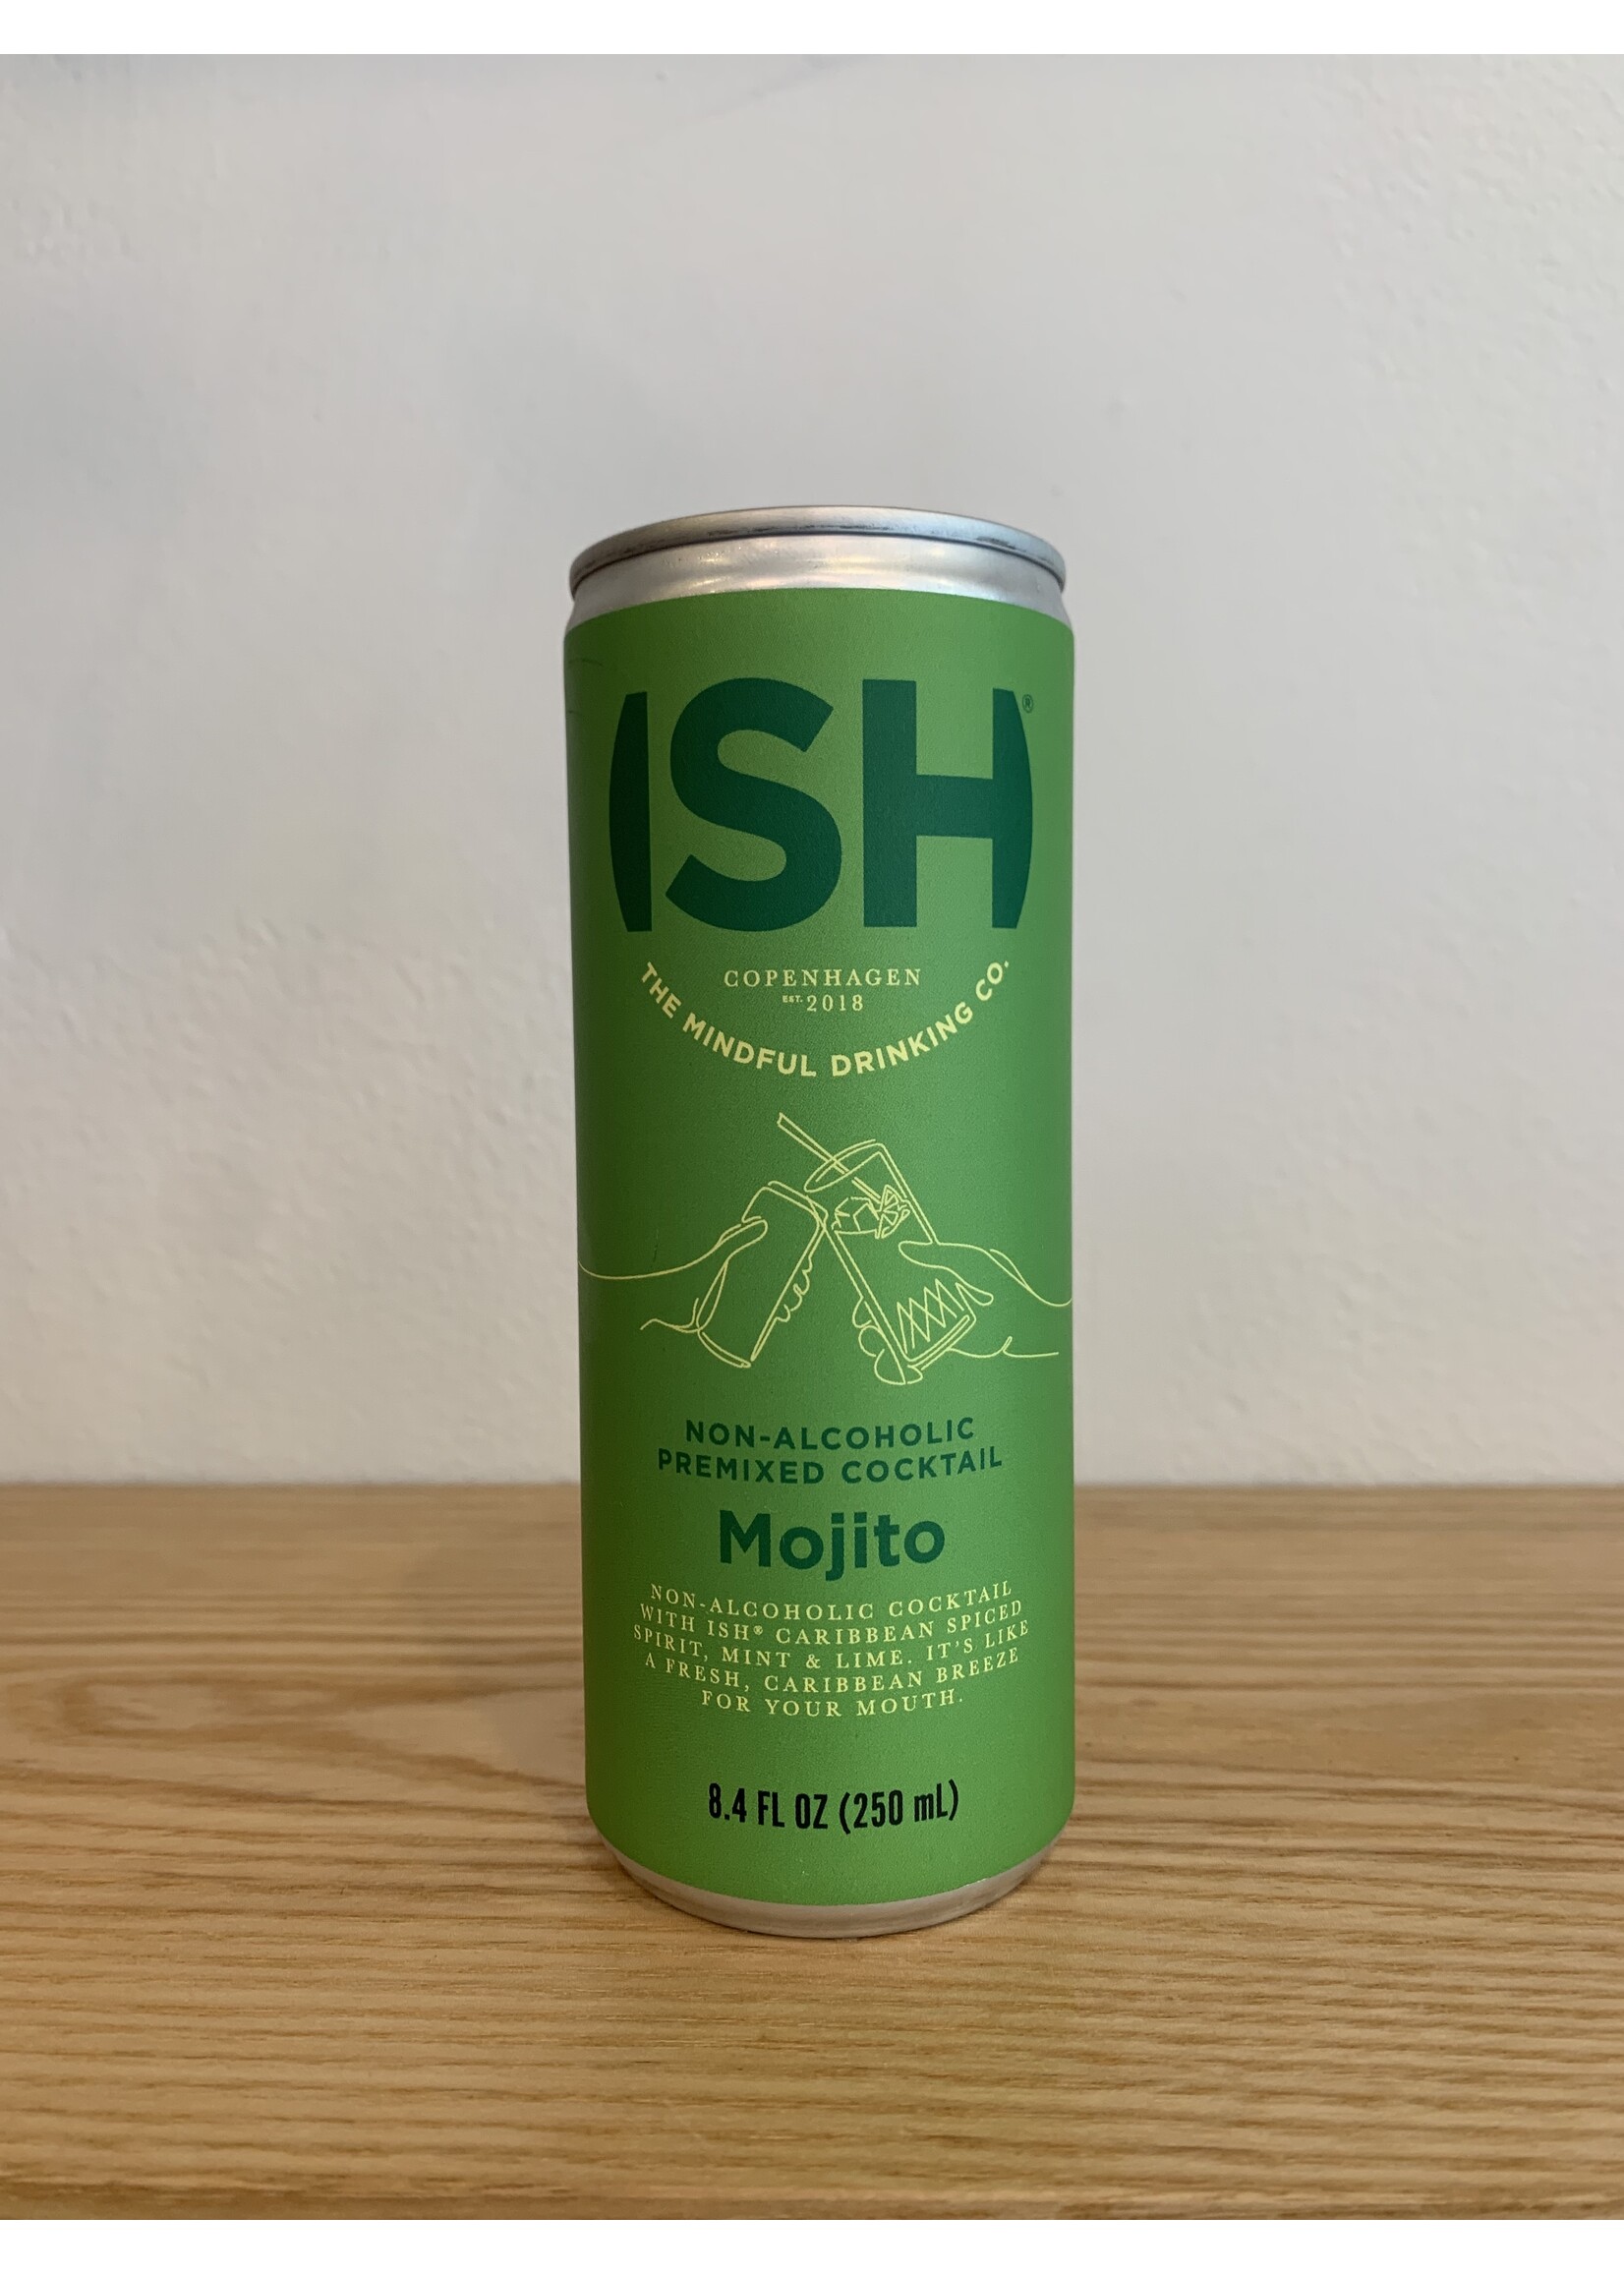 ISH®
COPENHAGEN
EST. 2018
THE MINDFUL DRINKING CO.
NON-ALCOHOLIC
PREMIXED COCKTAIL
Mojito
NON-ALCOHOLIC COCKTAIL
WITH ISH® CARIBBEAN SPICED
SPIRIT, MINT & LIME. IT'S LIKE
A FRESH, CARIBBEAN BREEZE
FOR YOUR MOUTH.
8.4 FL OZ (250 mL)